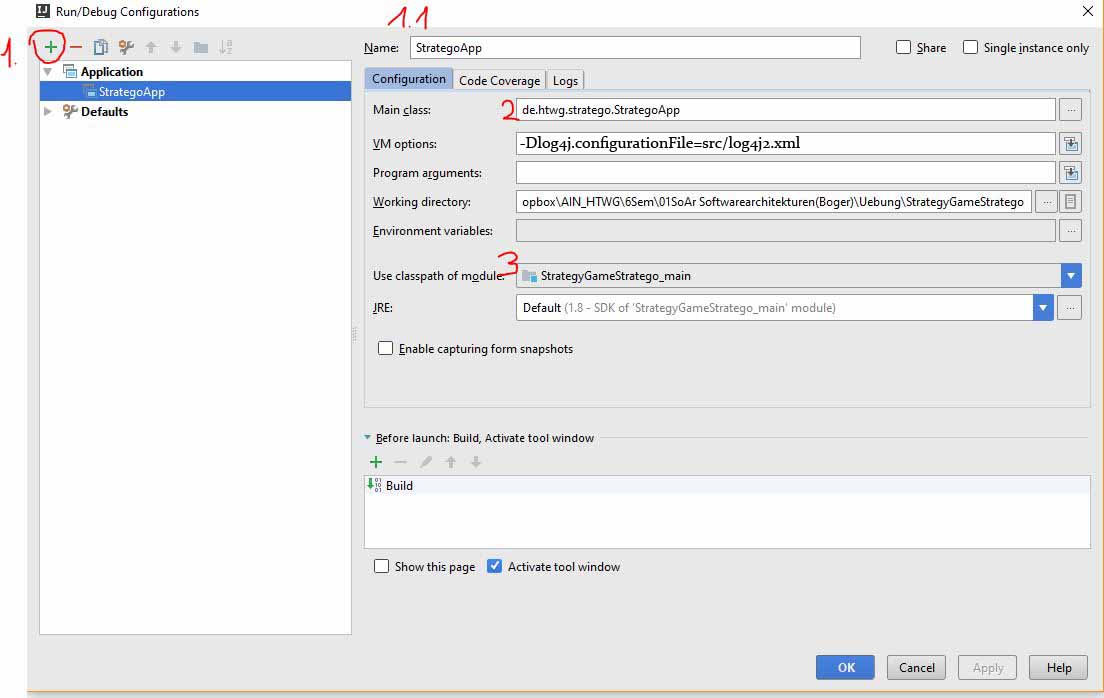 Run/Debug Configurations
1.1
1.
Name: StrategoApp Share Single instance only
Application
StrategoApp
Defaults
Configuration Code Coverage Logs
Main class: 2 de.htwg.stratego.StrategoApp ...
VM options: -Dlog4j.configurationFile=src/log4j2.xml
Program arguments:
Working directory: opbox\AIN_HTWG\6Sem\01SoAr Softwarearchitekturen(Boger)\Uebung\StrategyGameStratego ...
Environment variables: ...
Use classpath of module: 3 StrategyGameStratego_main
JRE: Default (1.8 - SDK of 'StrategyGameStratego_main' module) ...
Enable capturing form snapshots
Before launch: Build, Activate tool window
Build
Show this page Activate tool window
OK Cancel Apply Help